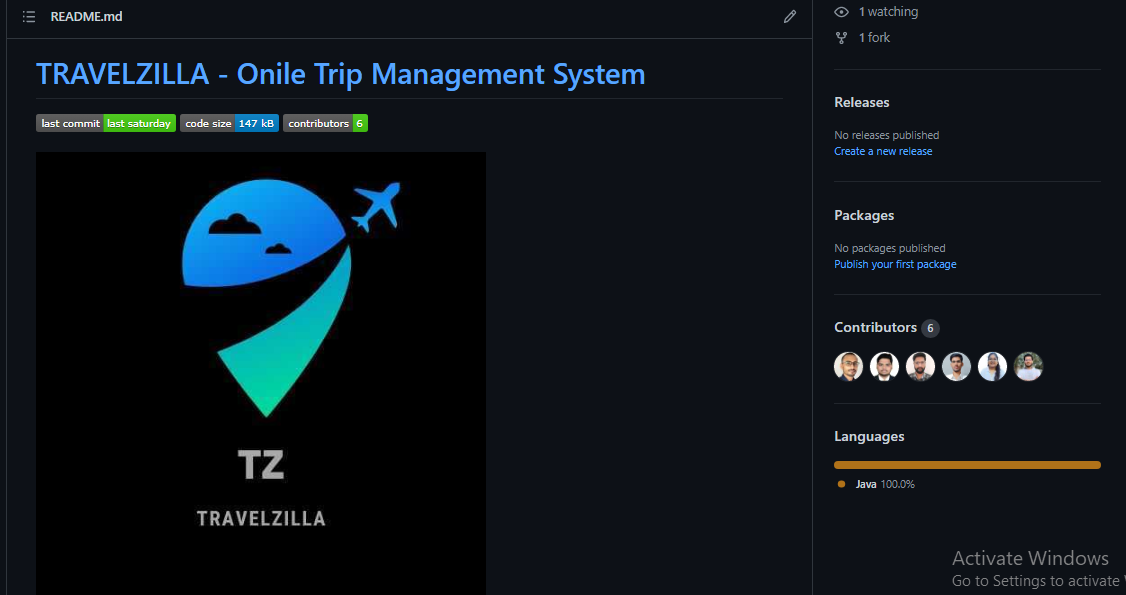 README.md
TRAVELZILLA - Onile Trip Management System
last commit last saturday code size 147 kB contributors 6
TZ
TRAVELZILLA
1 watching
1 fork
Releases
No releases published
Create a new release
Packages
No packages published
Publish your first package
Contributors 6
Languages
Java 100.0%
Activate Windows
Go to Settings to activate